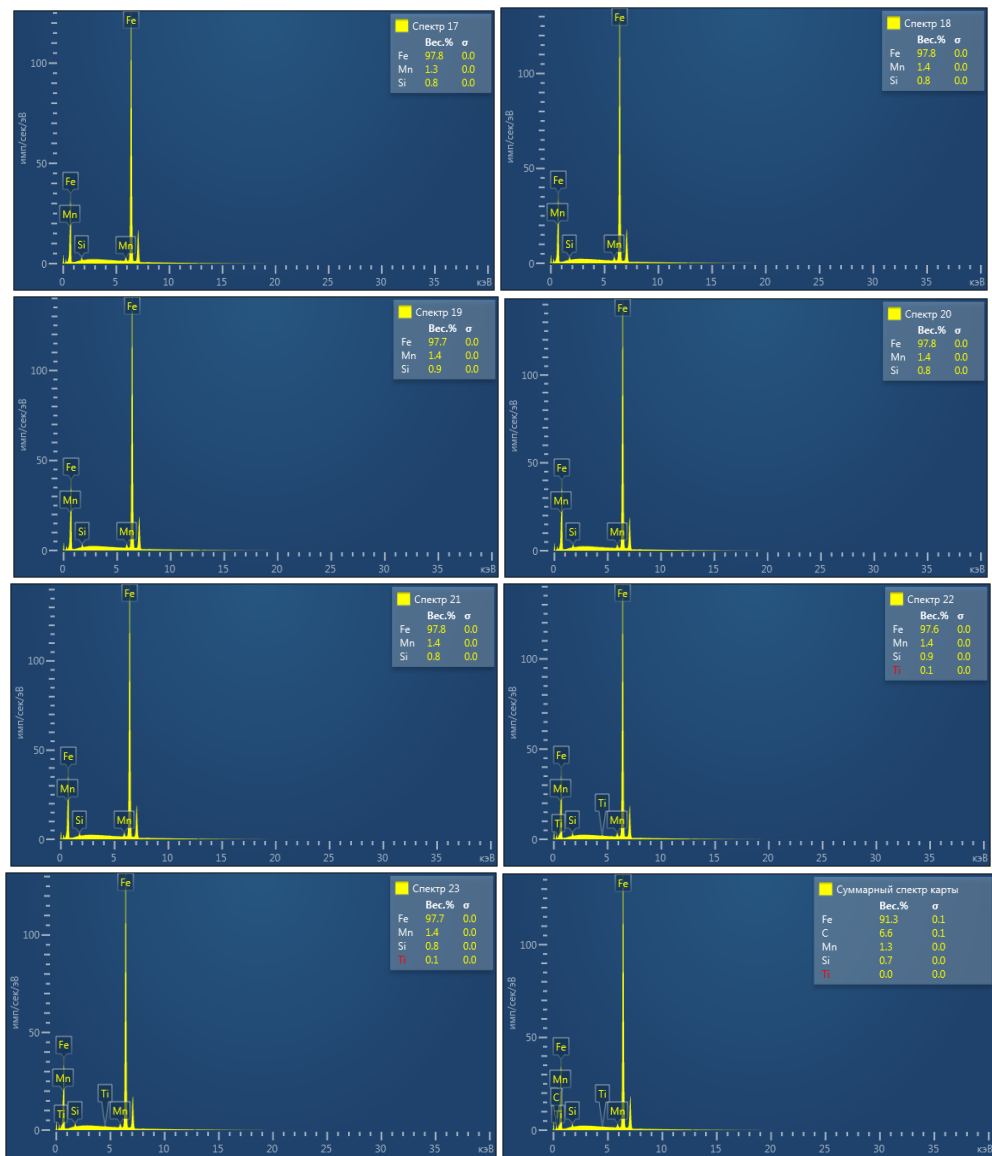 Fe
Спектр 17
Вес.% σ
Fe 97.8 0.0
Mn 1.3 0.0
Si 0.8 0.0
100
имп/сек/эВ
50
Fe
Mn
Si
Mn
0
0 5 10 15 20 25 30 35 кэВ
Fe
Спектр 18
Вес.% σ
Fe 97.8 0.0
Mn 1.4 0.0
Si 0.8 0.0
100
имп/сек/эВ
50
Fe
Mn
Si
Mn
0
0 5 10 15 20 25 30 35 кэВ
Fe
Спектр 19
Вес.% σ
Fe 97.7 0.0
Mn 1.4 0.0
Si 0.9 0.0
100
имп/сек/эВ
50
Fe
Mn
Si
Mn
0
0 5 10 15 20 25 30 35 кэВ
Fe
Спектр 20
Вес.% σ
Fe 97.8 0.0
Mn 1.4 0.0
Si 0.8 0.0
100
имп/сек/эВ
50
Fe
Mn
Si
Mn
0
0 5 10 15 20 25 30 35 кэВ
Fe
Спектр 21
Вес.% σ
Fe 97.8 0.0
Mn 1.4 0.0
Si 0.8 0.0
100
имп/сек/эВ
50
Fe
Mn
Si
Mn
0
0 5 10 15 20 25 30 35 кэВ
Fe
Спектр 22
Вес.% σ
Fe 97.6 0.0
Mn 1.4 0.0
Si 0.9 0.0
Ti 0.1 0.0
100
имп/сек/эВ
50
Fe
Mn
Ti
Ti
Si
Mn
0
0 5 10 15 20 25 30 35 кэВ
Fe
Спектр 23
Вес.% σ
Fe 97.7 0.0
Mn 1.4 0.0
Si 0.8 0.0
Ti 0.1 0.0
100
имп/сек/эВ
50
Fe
Mn
Ti
Ti
Si
Mn
0
0 5 10 15 20 25 30 35 кэВ
Fe
Суммарный спектр карты
Вес.% σ
Fe 91.3 0.1
C 6.6 0.1
Mn 1.3 0.0
Si 0.7 0.0
Ti 0.0 0.0
100
имп/сек/эВ
50
Fe
Mn
Ti
C
Ti
Si
Mn
0
0 5 10 15 20 25 30 35 кэВ